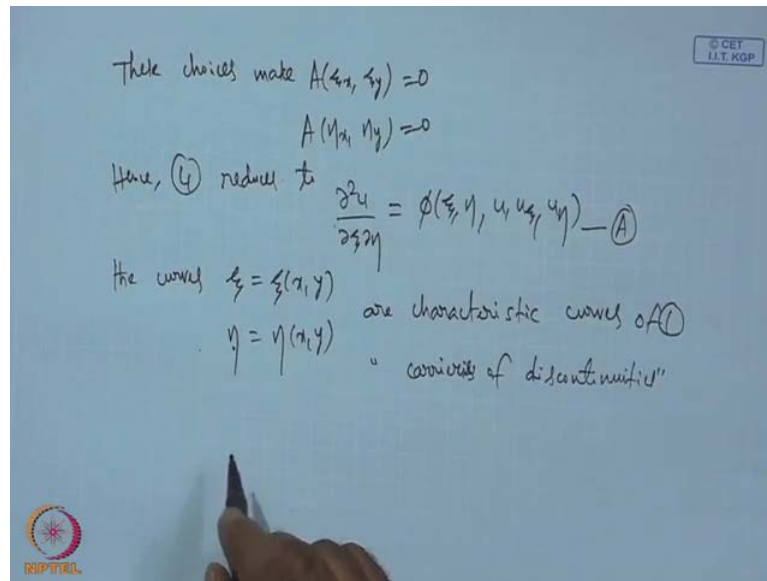 © CET
I.I.T. KGP
These choices make A(ξx, ξy) = 0
A(ηx, ηy) = 0
Hence, ④ reduces to
∂²u/∂ξ∂η = φ(ξ, η, u, uξ, uη) — Ⓐ
the curves ξ = ξ(x, y)
η = η(x, y)
are characteristic curves of ①
"carrieries of discontinuities"
NPTEL